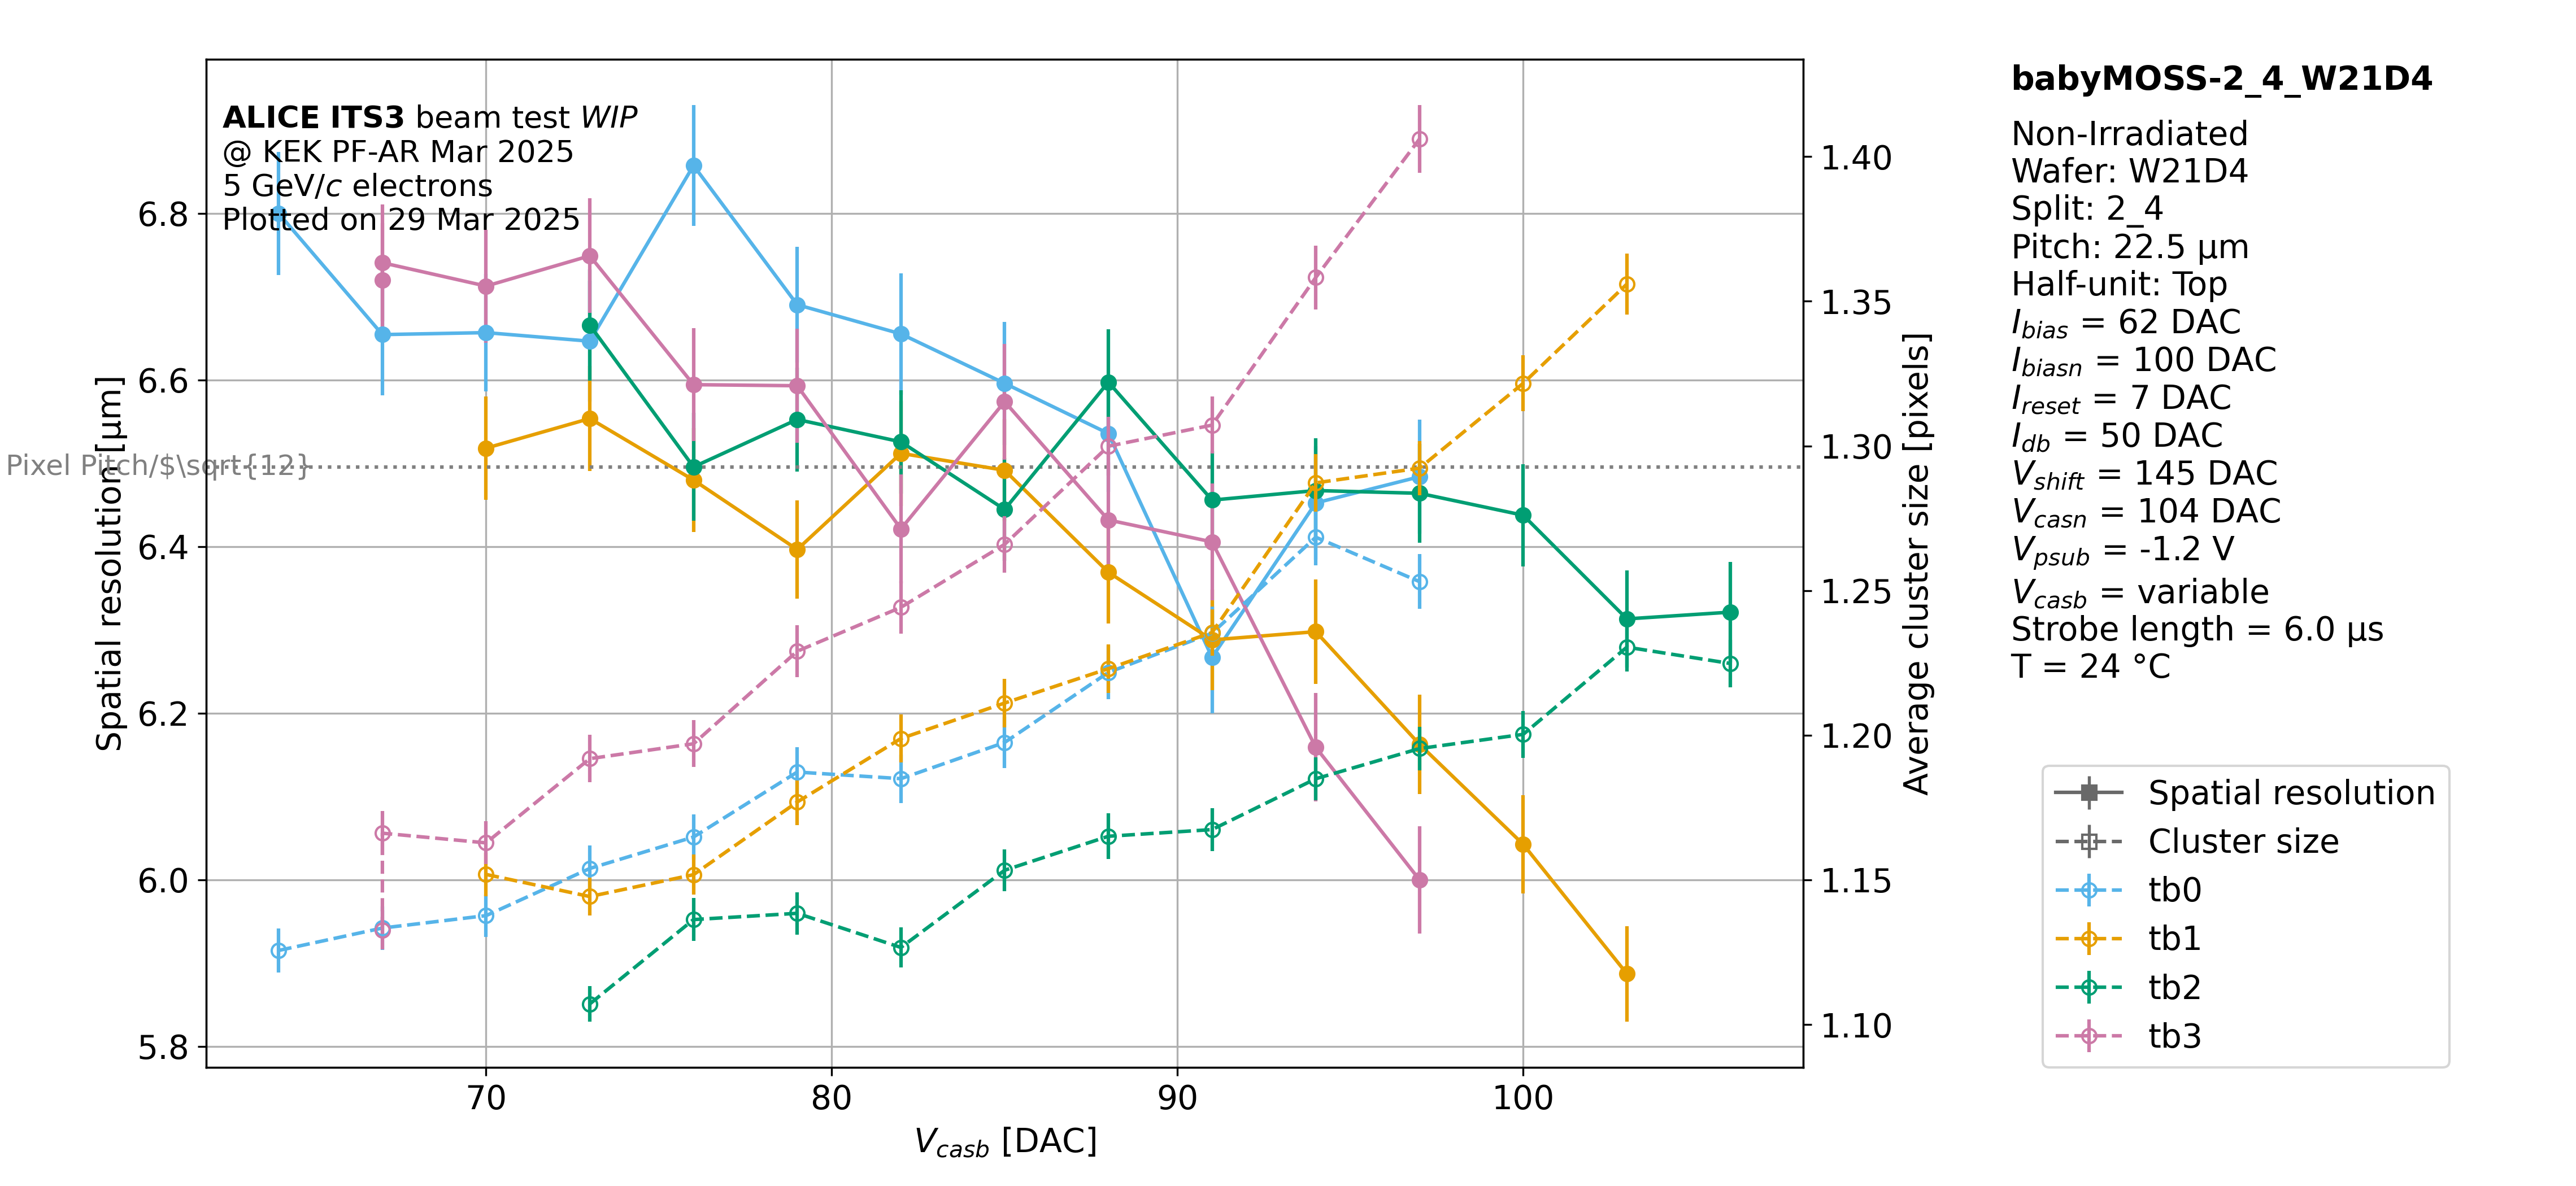 ALICE ITS3 beam test WIP
@ KEK PF-AR Mar 2025
5 GeV/c electrons
Plotted on 29 Mar 2025
Spatial resolution [μm]
6.8
6.6
6.4
6.2
6.0
5.8
Pixel Pitch/$\sqrt{12}
70
80
90
100
V_casb [DAC]
1.40
1.35
1.30
1.25
1.20
1.15
1.10
Average cluster size [pixels]
babyMOSS-2_4_W21D4
Non-Irradiated
Wafer: W21D4
Split: 2_4
Pitch: 22.5 μm
Half-unit: Top
I_bias = 62 DAC
I_biasn = 100 DAC
I_reset = 7 DAC
I_db = 50 DAC
V_shift = 145 DAC
V_casn = 104 DAC
V_psub = -1.2 V
V_casb = variable
Strobe length = 6.0 μs
T = 24 °C
Spatial resolution
Cluster size
tb0
tb1
tb2
tb3